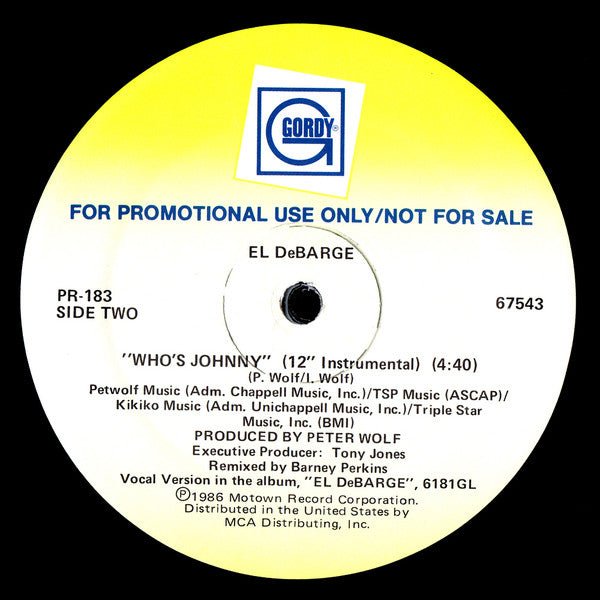 GORDY®
FOR PROMOTIONAL USE ONLY/NOT FOR SALE
EL DeBARGE
PR-183
SIDE TWO
67543
"WHO'S JOHNNY" (12" Instrumental) (4:40)
(P. Wolf/I. Wolf)
Petwolf Music (Adm. Chappell Music, Inc.)/TSP Music (ASCAP)/
Kikiko Music (Adm. Unichappell Music, Inc.)/Triple Star
Music, Inc. (BMI)
PRODUCED BY PETER WOLF
Executive Producer: Tony Jones
Remixed by Barney Perkins
Vocal Version in the album, "EL DeBARGE", 6181GL
Ⓟ1986 Motown Record Corporation.
Distributed in the United States by
MCA Distributing, Inc.